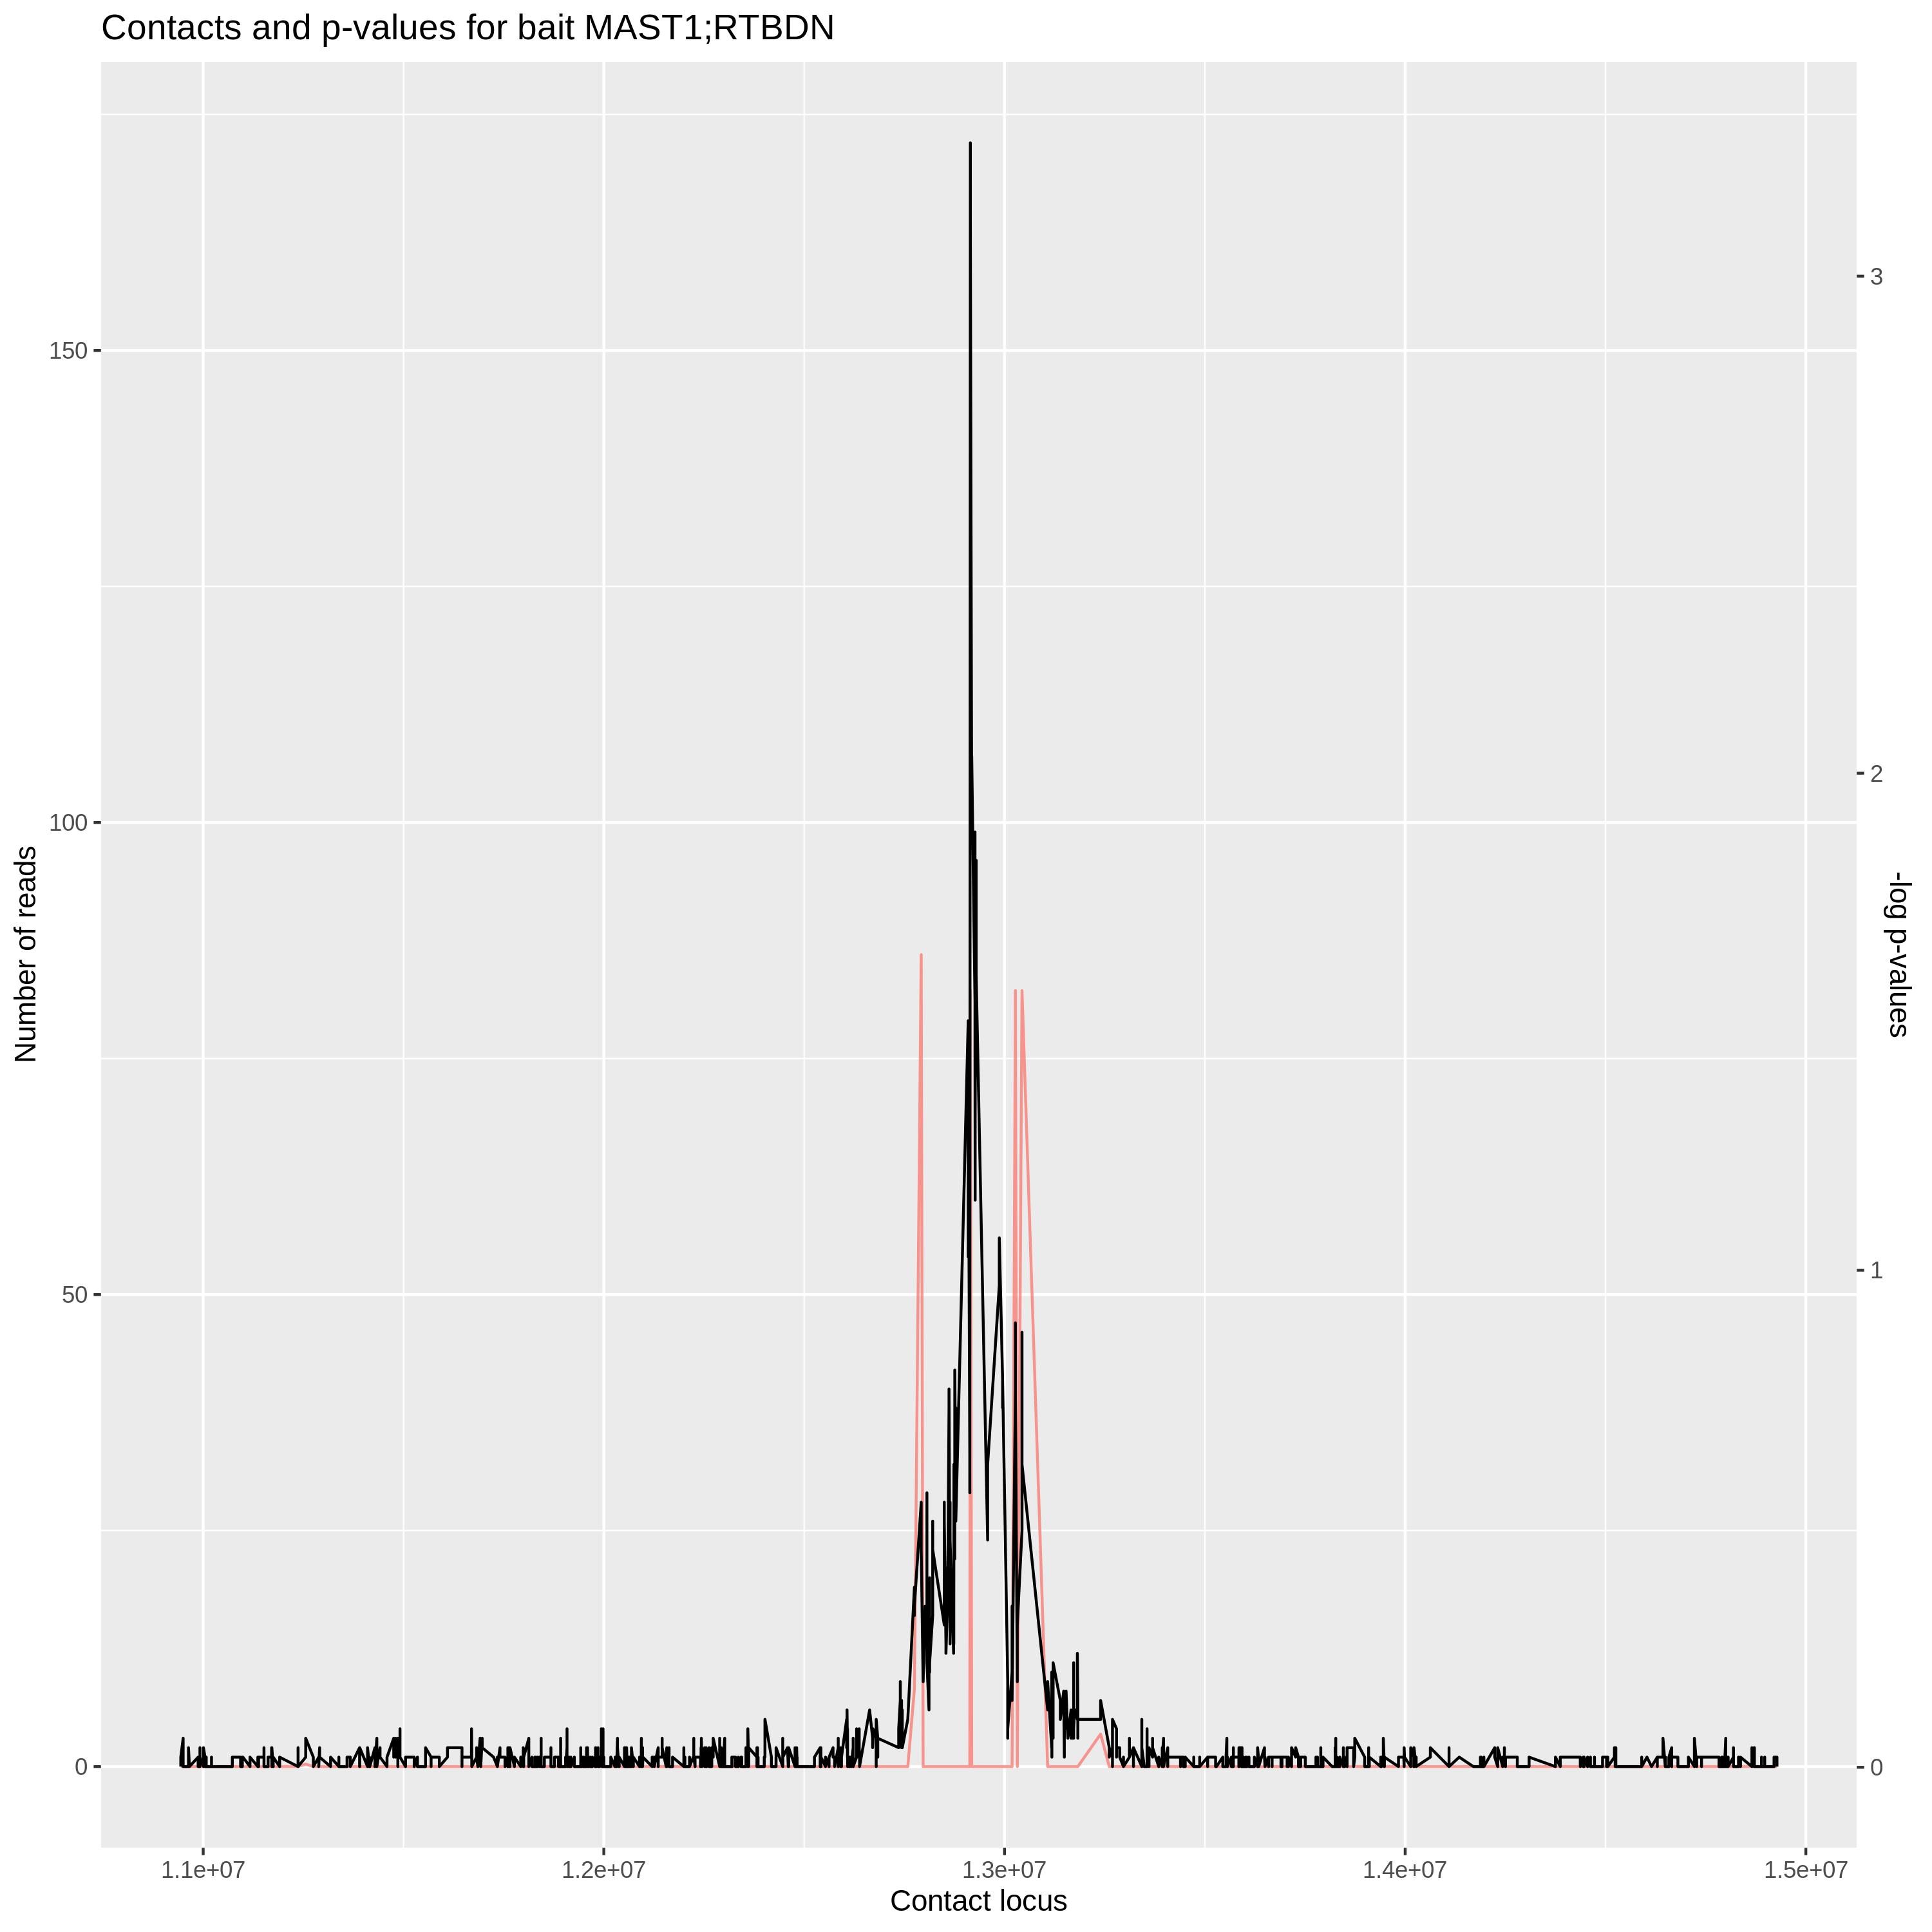 Contacts and p-values for bait MAST1;RTBDN
Number of reads
150
100
50
0
3
2
1
0
-log p-values
1.1e+07 1.2e+07 1.3e+07 1.4e+07 1.5e+07
Contact locus